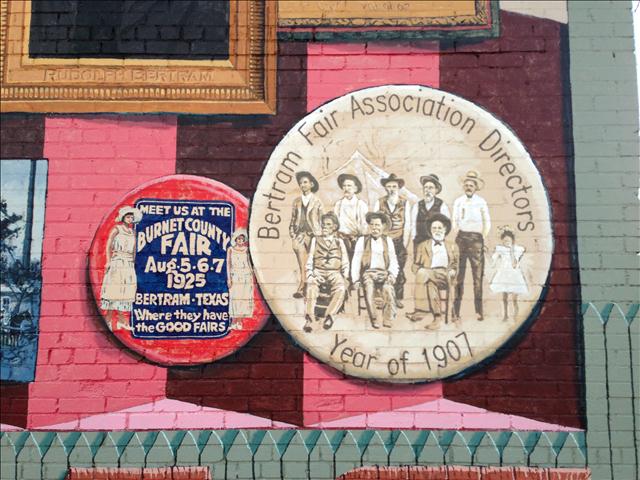 RUDOLPH BERTRAM
Bertram Fair Association Directors
Year of 1907
MEET US AT THE
BURNET COUNTY
FAIR
Aug. 5-6-7
1925
BERTRAM-TEXAS
Where they have
the GOOD FAIRS